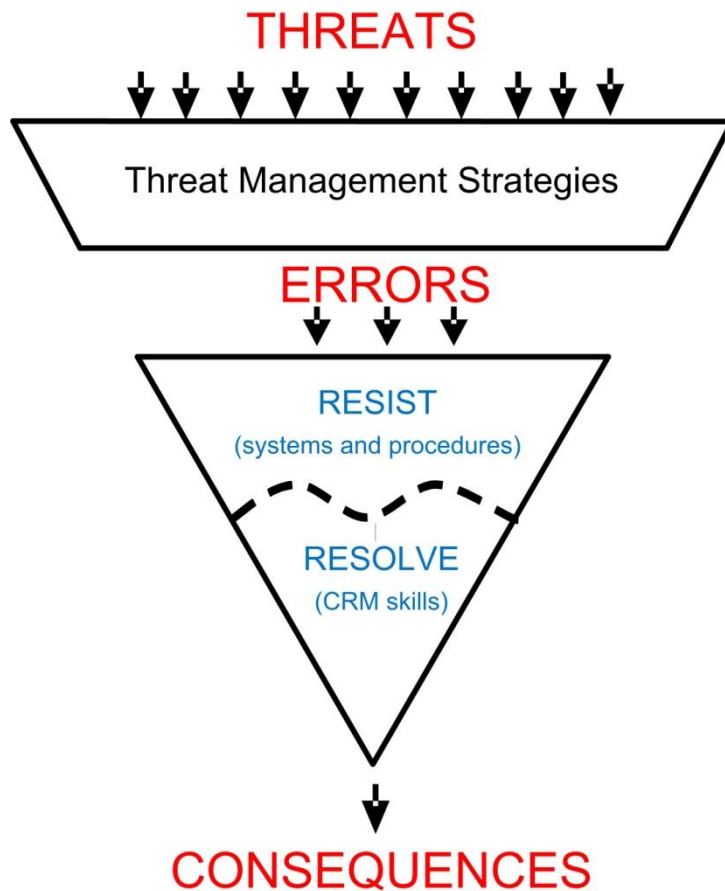 THREATS
Threat Management Strategies
ERRORS
RESIST
(systems and procedures)
RESOLVE
(CRM skills)
CONSEQUENCES